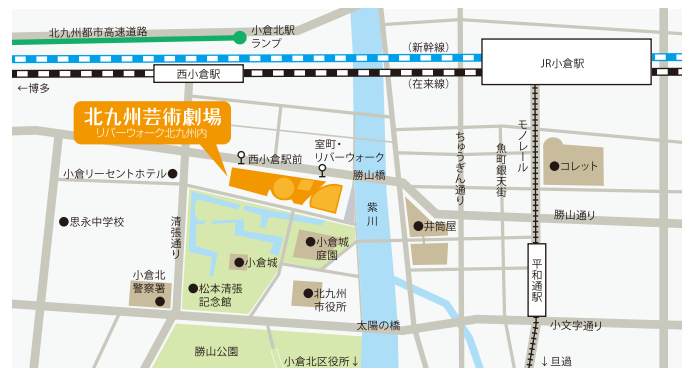 北九州都市高速道路
小倉北駅
ランプ
(新幹線)
JR小倉駅
西小倉駅
(在来線)
←博多
北九州芸術劇場
リバーウォーク北九州内
西小倉駅前
室町・
リバーウォーク
勝山橋
モノレール
ちゅうぎん通り
魚町銀天街
コレット
小倉リーセントホテル
紫川
勝山通り
思永中学校
清張通り
井筒屋
小倉城
庭園
小倉城
平和通駅
小倉北
警察署
松本清張
記念館
北九州
市役所
太陽の橋
小文字通り
勝山公園
小倉北区役所↓
↓旦過